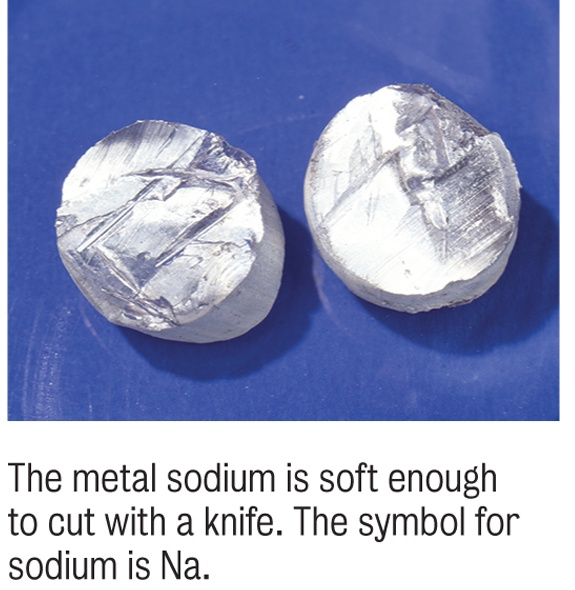 The metal sodium is soft enough
to cut with a knife. The symbol for
sodium is Na.